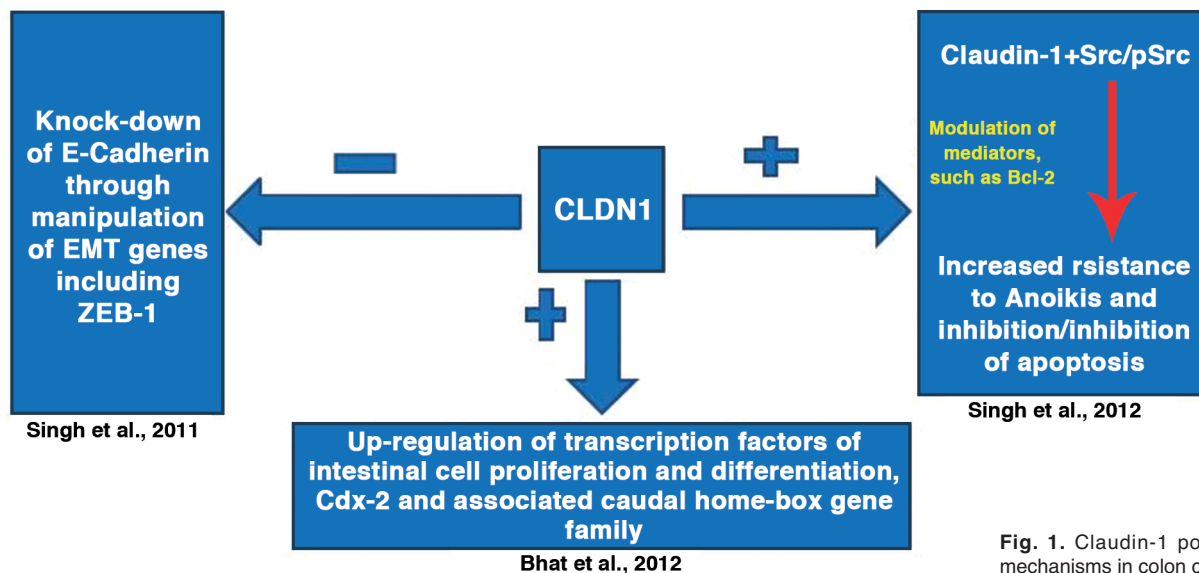 Knock-down
of E-Cadherin
through
manipulation
of EMT genes
including
ZEB-1
Singh et al., 2011
CLDN1
Claudin-1+Src/pSrc
Modulation of
mediators,
such as Bcl-2
Increased rsistance
to Anoikis and
inhibition/inhibition
of apoptosis
Singh et al., 2012
Up-regulation of transcription factors of
intestinal cell proliferation and differentiation,
Cdx-2 and associated caudal home-box gene
family
Bhat et al., 2012
Fig. 1. Claudin-1
mechanisms in colon